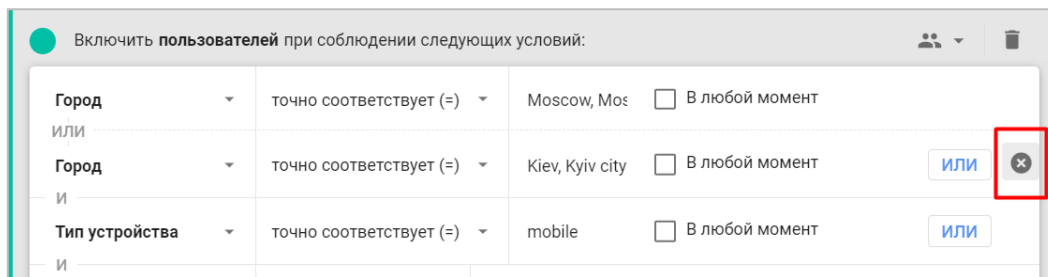 Включить пользователей при соблюдении следующих условий:
Город точно соответствует (=) Moscow, Mos В любой момент
ИЛИ
Город точно соответствует (=) Kiev, Kyiv city В любой момент ИЛИ
И
Тип устройства точно соответствует (=) mobile В любой момент ИЛИ
И